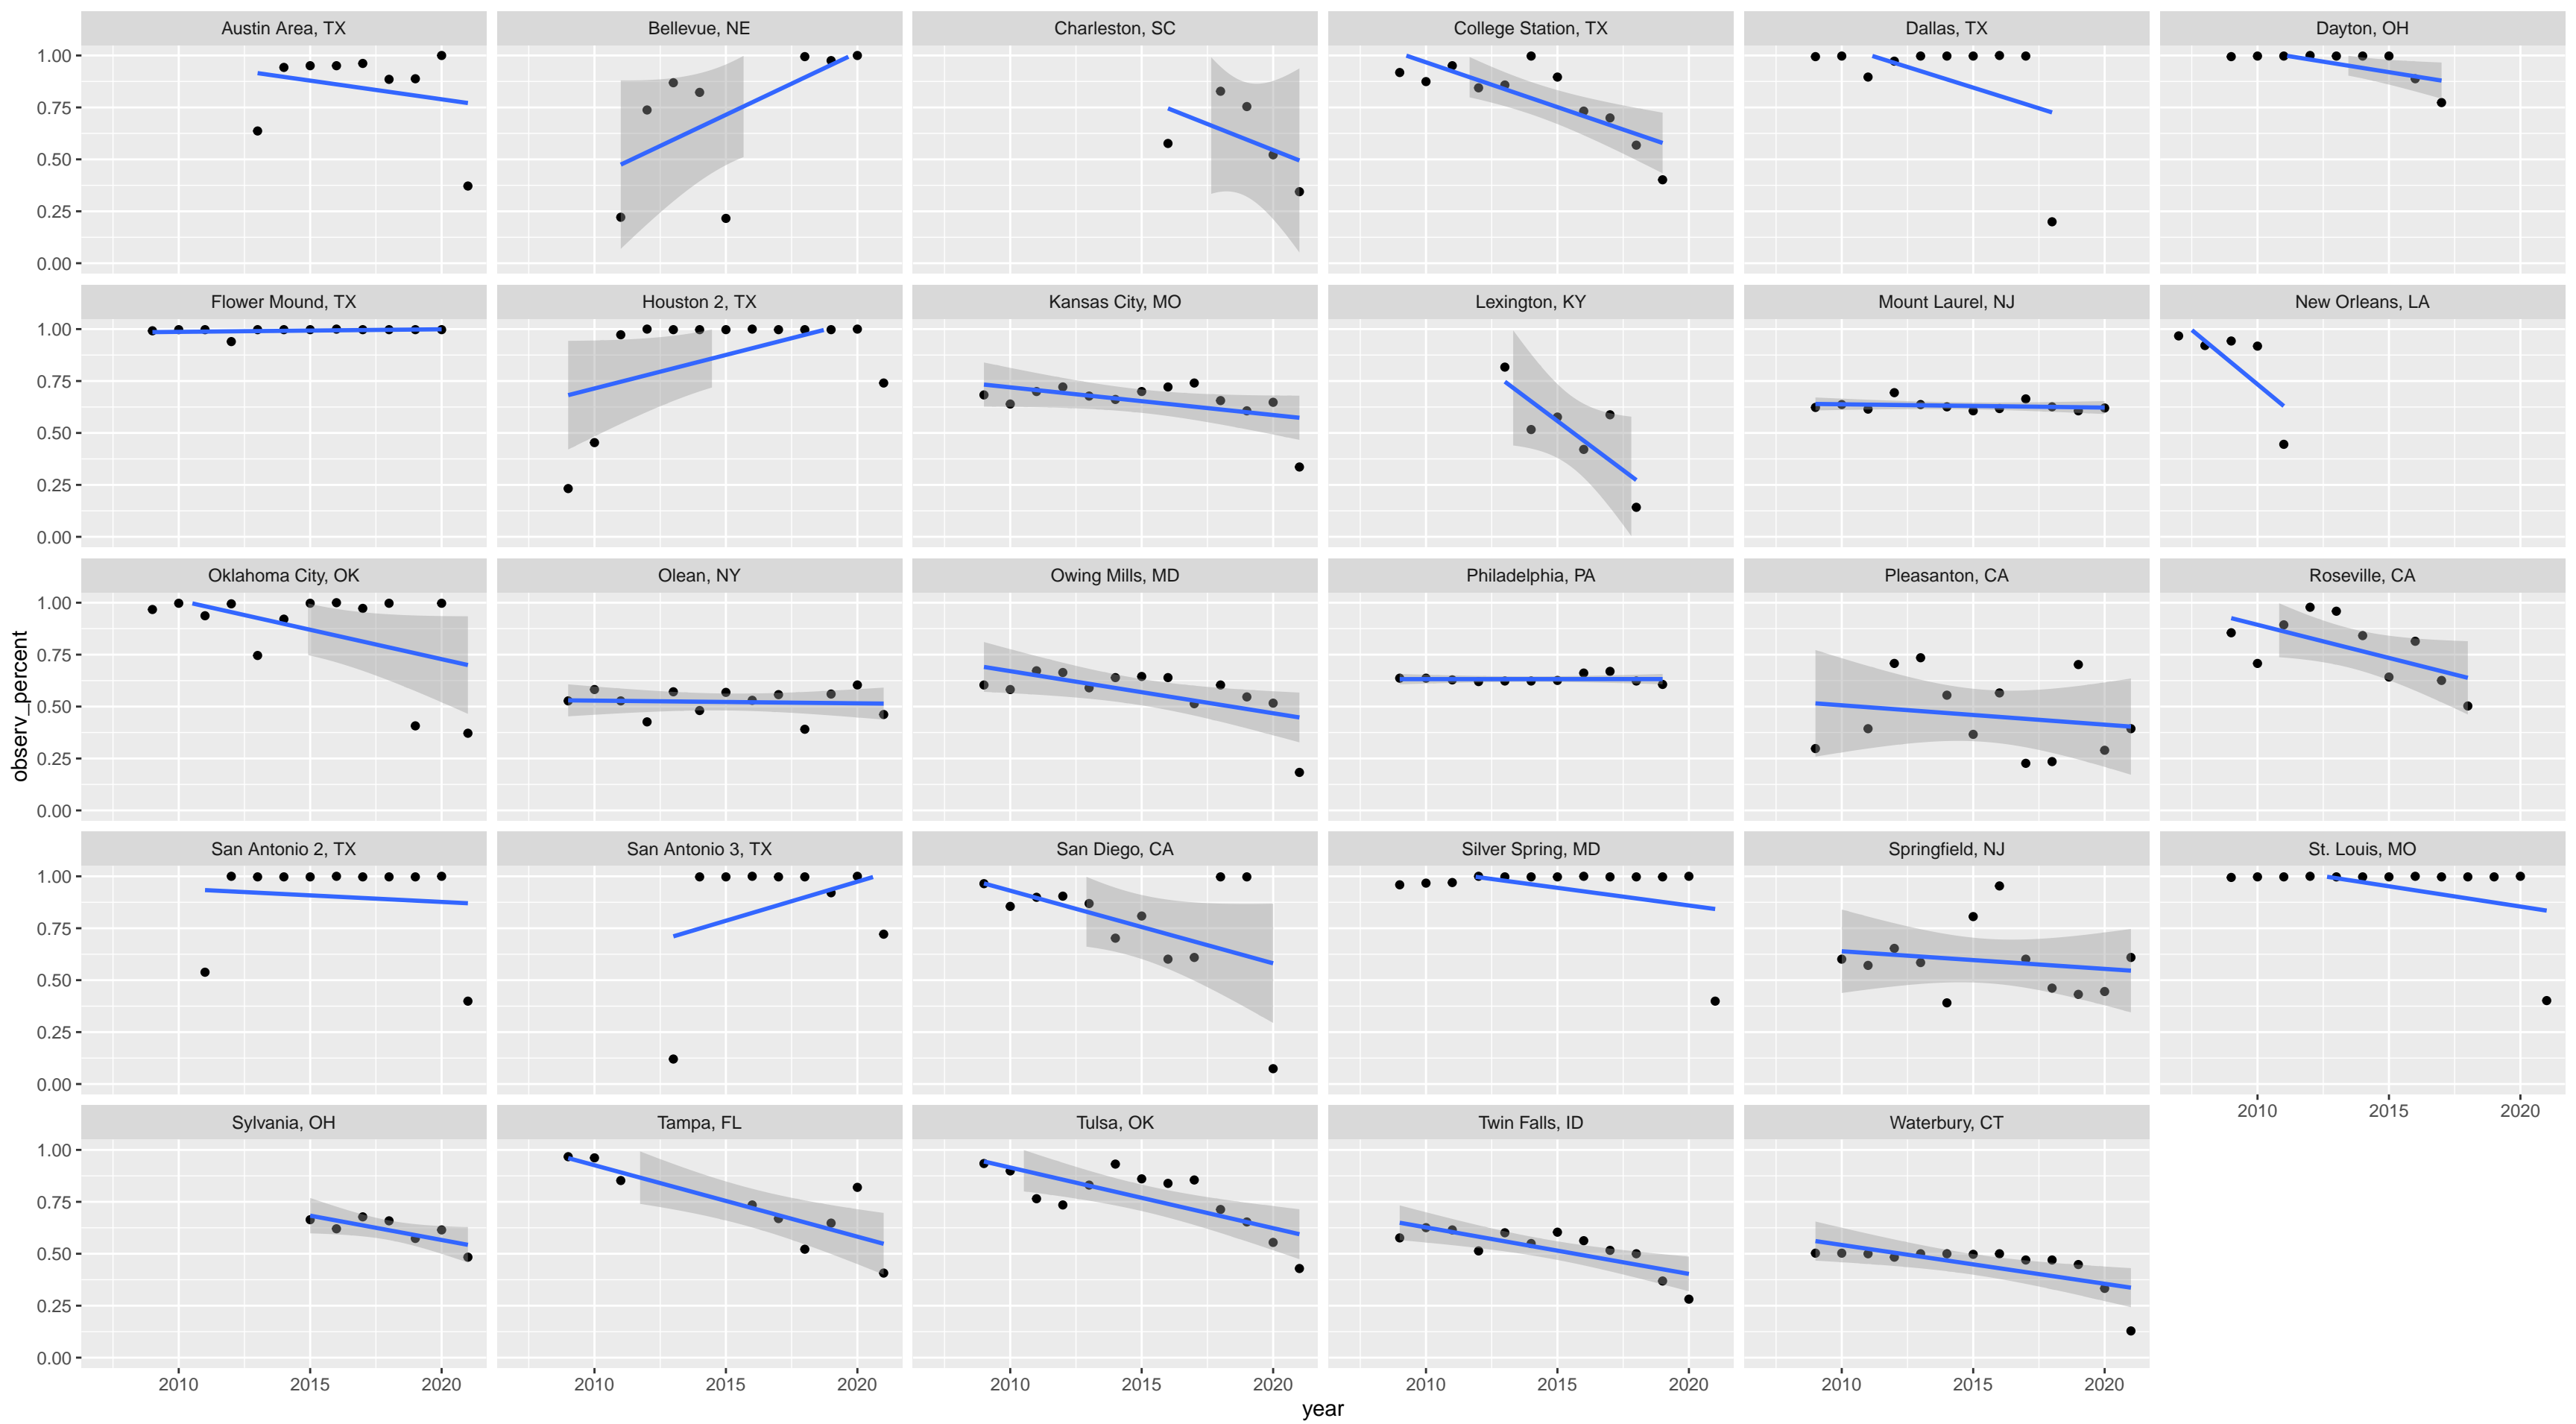 Austin Area, TX
Bellevue, NE
Charleston, SC
College Station, TX
Dallas, TX
Dayton, OH
1.00
0.75
0.50
0.25
0.00
Flower Mound, TX
Houston 2, TX
Kansas City, MO
Lexington, KY
Mount Laurel, NJ
New Orleans, LA
1.00
0.75
0.50
0.25
0.00
Oklahoma City, OK
Olean, NY
Owing Mills, MD
Philadelphia, PA
Pleasanton, CA
Roseville, CA
1.00
0.75
0.50
0.25
0.00
observ_percent
San Antonio 2, TX
San Antonio 3, TX
San Diego, CA
Silver Spring, MD
Springfield, NJ
St. Louis, MO
1.00
0.75
0.50
0.25
0.00
2010 2015 2020
Sylvania, OH
Tampa, FL
Tulsa, OK
Twin Falls, ID
Waterbury, CT
1.00
0.75
0.50
0.25
0.00
2010 2015 2020
2010 2015 2020
2010 2015 2020
2010 2015 2020
2010 2015 2020
year